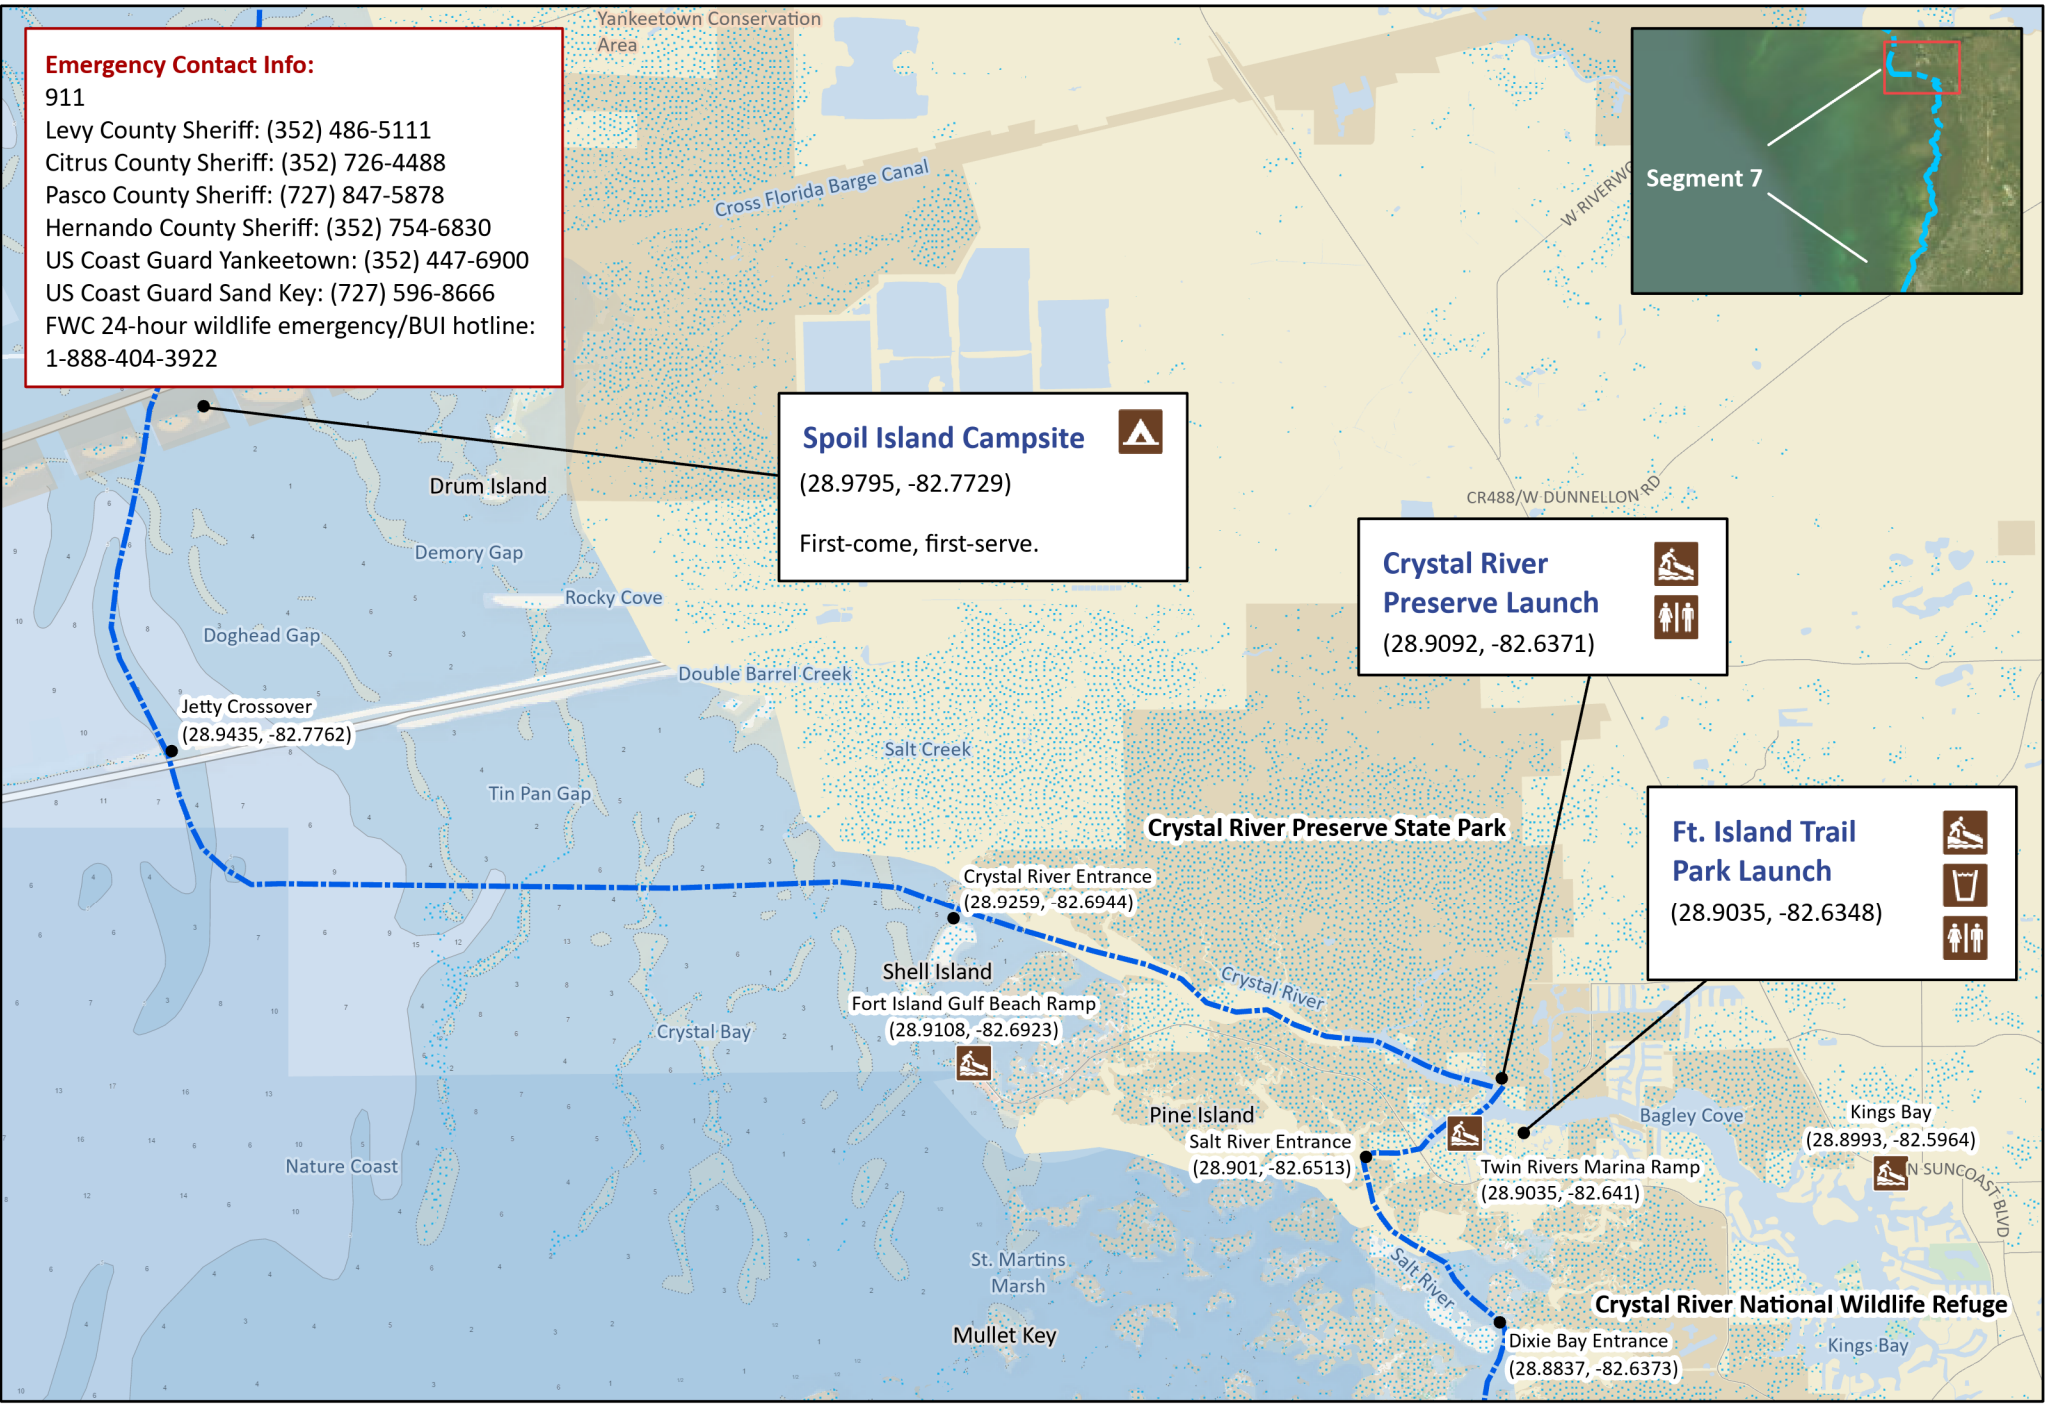 Yankeetown Conservation
Area
Emergency Contact Info:
911
Levy County Sheriff: (352) 486-5111
Citrus County Sheriff: (352) 726-4488
Pasco County Sheriff: (727) 847-5878
Hernando County Sheriff: (352) 754-6830
US Coast Guard Yankeetown: (352) 447-6900
US Coast Guard Sand Key: (727) 596-8666
FWC 24-hour wildlife emergency/BUI hotline:
1-888-404-3922
Cross Florida Barge Canal
W RIVERWO
Segment 7
Spoil Island Campsite
(28.9795, -82.7729)
First-come, first-serve.
Drum Island
Demory Gap
Rocky Cove
Doghead Gap
CR488/W DUNNELLON RD
Crystal River
Preserve Launch
(28.9092, -82.6371)
Double Barrel Creek
Jetty Crossover
(28.9435, -82.7762)
Salt Creek
Tin Pan Gap
Crystal River Preserve State Park
Ft. Island Trail
Park Launch
(28.9035, -82.6348)
Crystal River Entrance
(28.9259, -82.6944)
Shell Island
Crystal River
Fort Island Gulf Beach Ramp
(28.9108, -82.6923)
Crystal Bay
Pine Island
Bagley Cove
Kings Bay
(28.8993, -82.5964)
Salt River Entrance
(28.901, -82.6513)
Nature Coast
Twin Rivers Marina Ramp
(28.9035, -82.641)
N SUNCOAST BLVD
St. Martins
Marsh
Salt River
Crystal River National Wildlife Refuge
Mullet Key
Dixie Bay Entrance
(28.8837, -82.6373)
Kings Bay